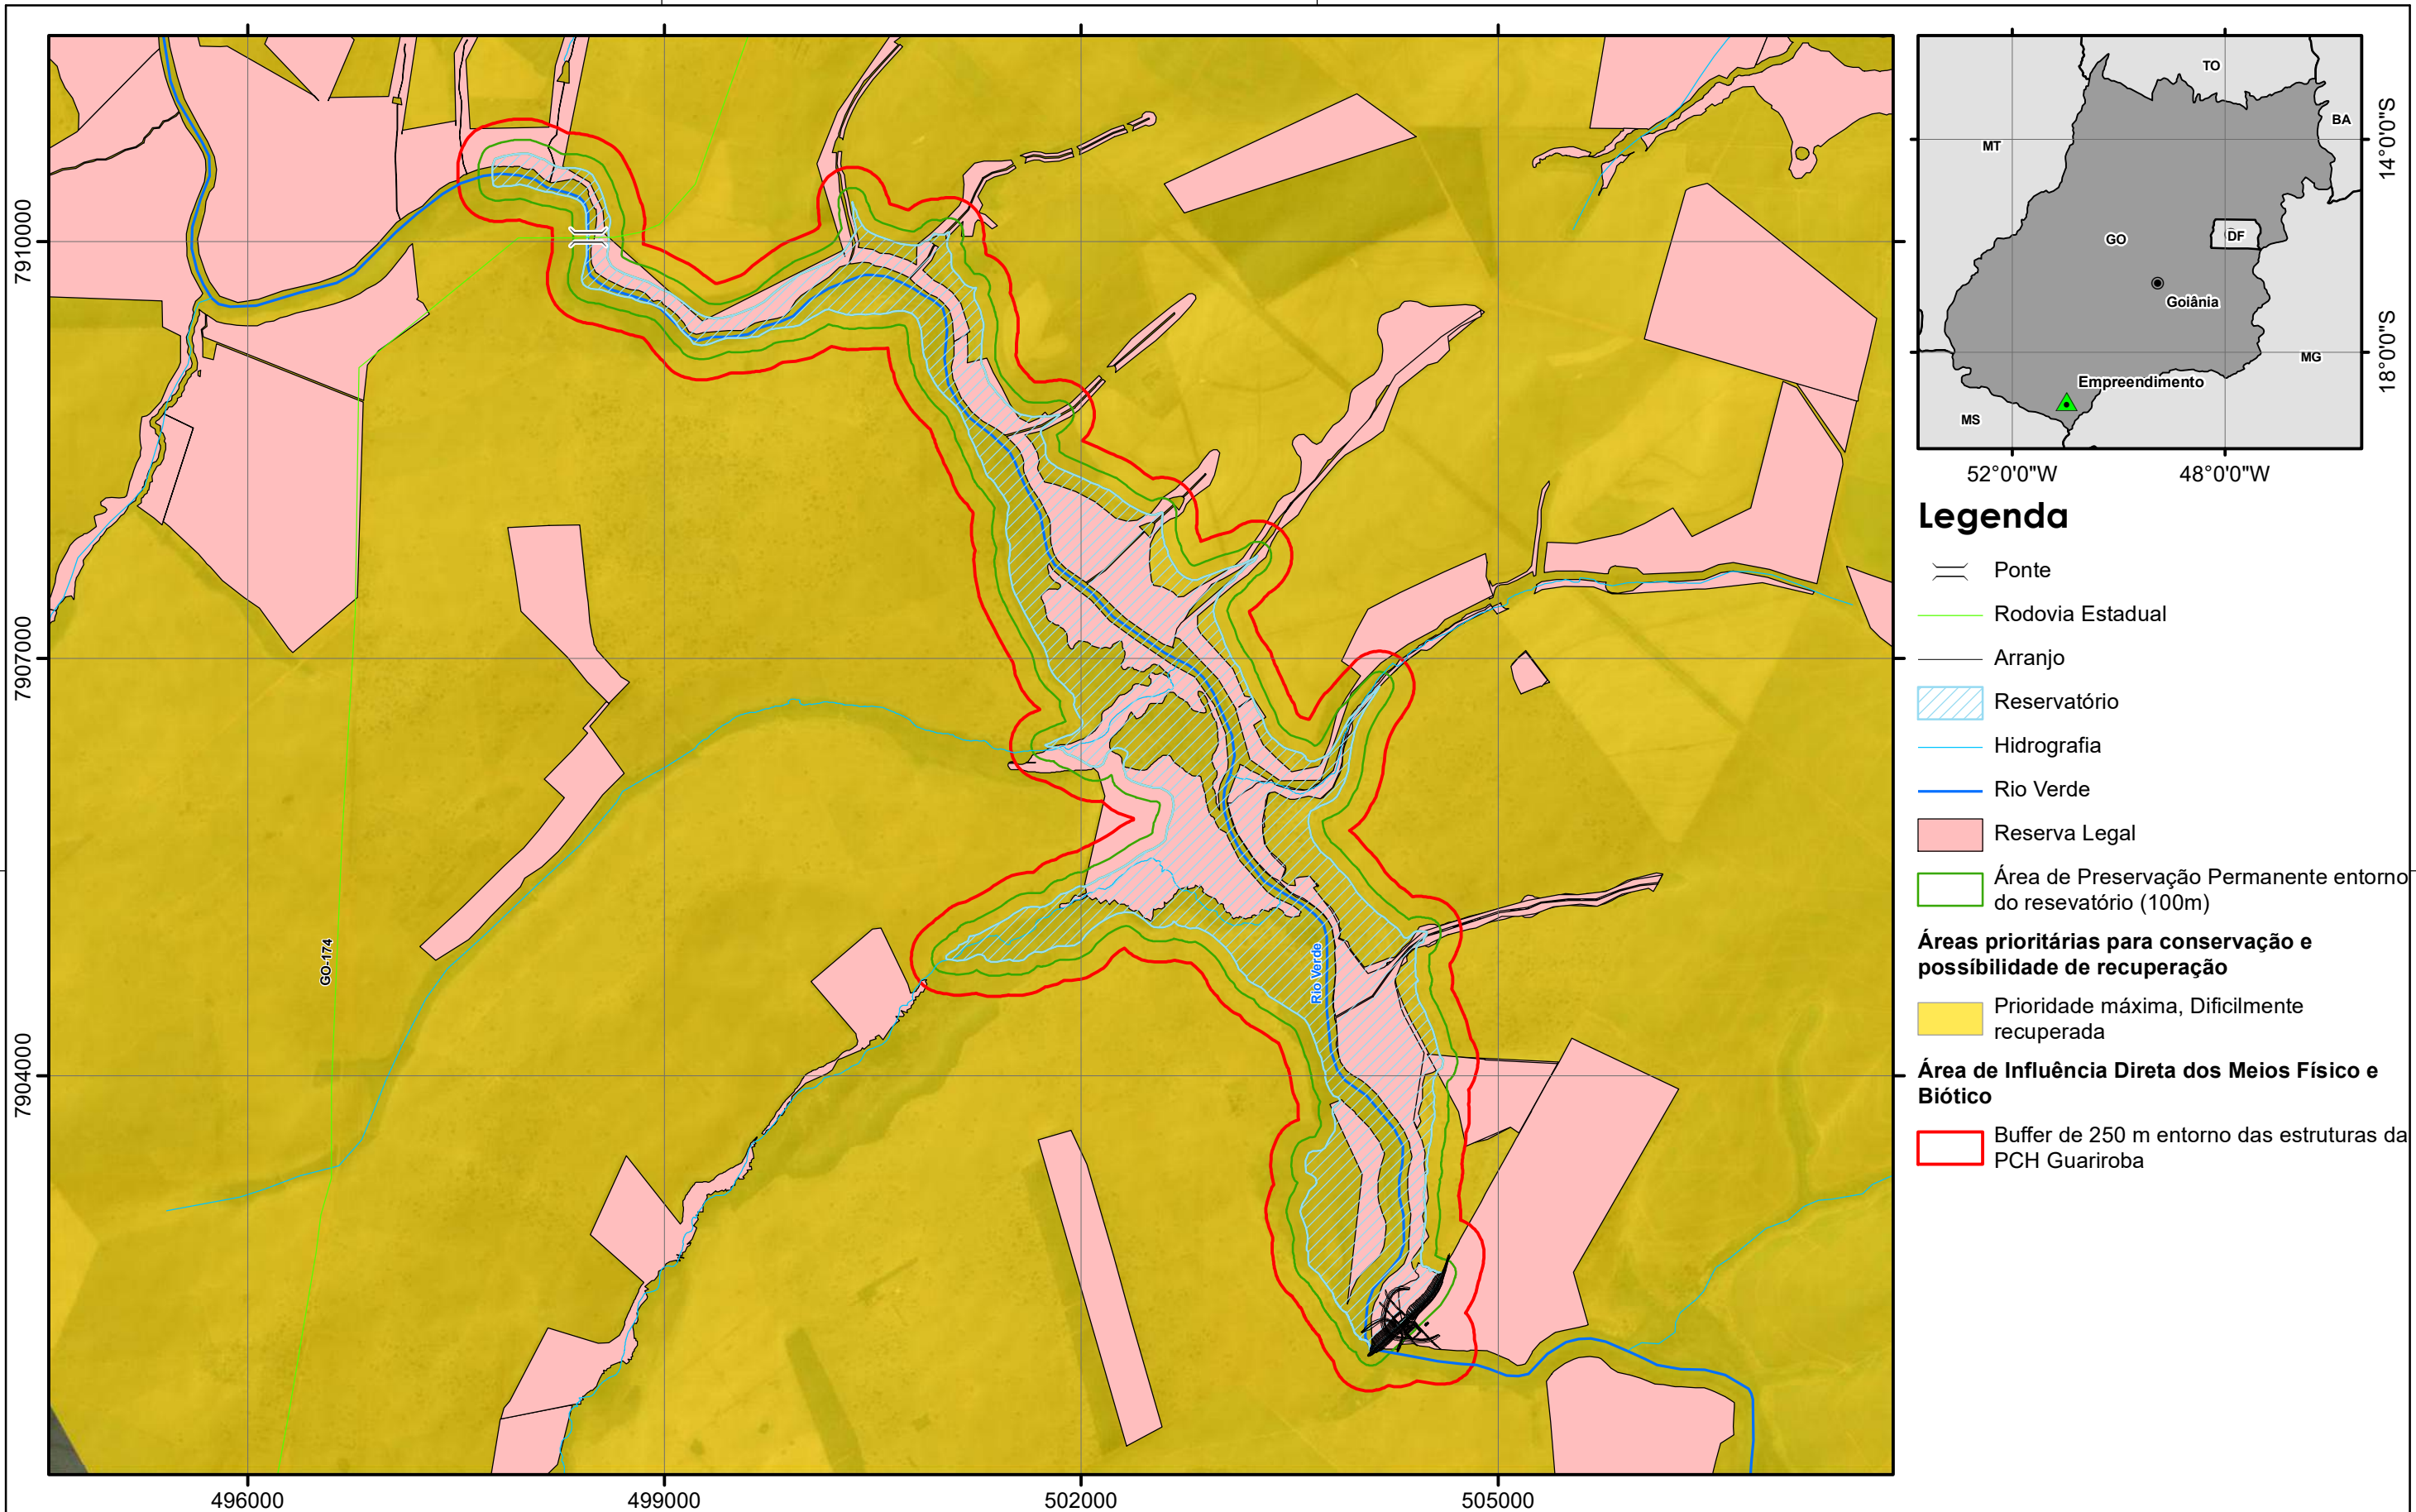 7910000
7907000
7904000
496000
499000
502000
505000
GO-174
Rio Verde
TO
BA
MT
GO
DF
Goiânia
MG
Empreendimento
MS
14°0'0"S
18°0'0"S
52°0'0"W
48°0'0"W
Legenda
Ponte
Rodovia Estadual
Arranjo
Reservatório
Hidrografia
Rio Verde
Reserva Legal
Área de Preservação Permanente entorno
do resevatório (100m)
Áreas prioritárias para conservação e
possíbilidade de recuperação
Prioridade máxima, Dificilmente
recuperada
Área de Influência Direta dos Meios Físico e
Biótico
Buffer de 250 m entorno das estruturas da
PCH Guariroba